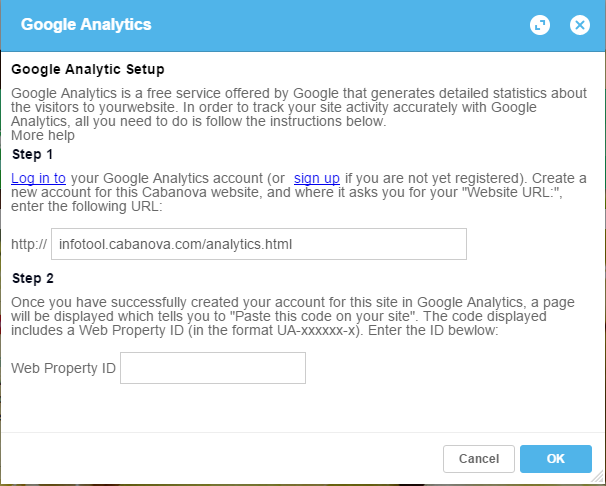 Google Analytics
Google Analytic Setup
Google Analytics is a free service offered by Google that generates detailed statistics about
the visitors to yourwebsite. In order to track your site activity accurately with Google
Analytics, all you need to do is follow the instructions below.
More help
Step 1
Log in to your Google Analytics account (or sign up if you are not yet registered). Create a
new account for this Cabanova website, and where it asks you for your "Website URL:",
enter the following URL:
http:// infotool.cabanova.com/analytics.html
Step 2
Once you have successfully created your account for this site in Google Analytics, a page
will be displayed which tells you to "Paste this code on your site". The code displayed
includes a Web Property ID (in the format UA-xxxxxx-x). Enter the ID bewlow:
Web Property ID
Cancel OK